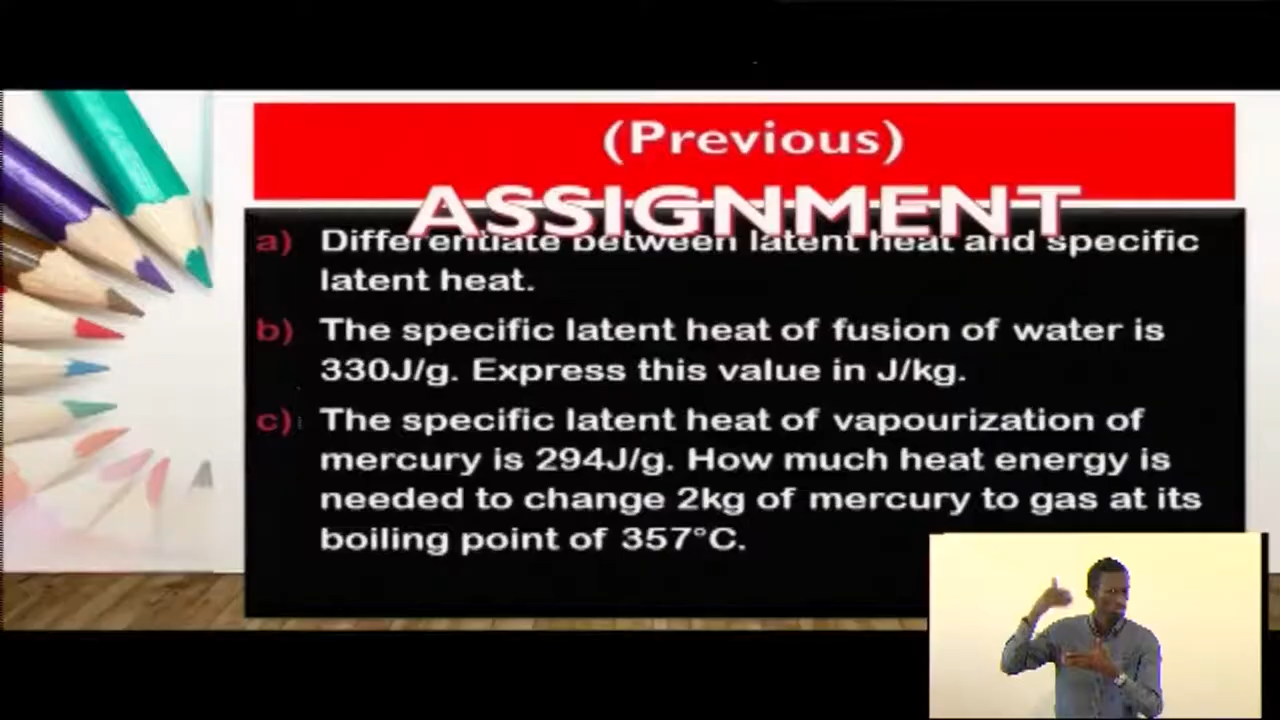 (Previous)
ASSIGNMENT
a) Differentiate between latent heat and specific
latent heat.
b) The specific latent heat of fusion of water is
330J/g. Express this value in J/kg.
c) The specific latent heat of vapourization of
mercury is 294J/g. How much heat energy is
needed to change 2kg of mercury to gas at its
boiling point of 357°C.